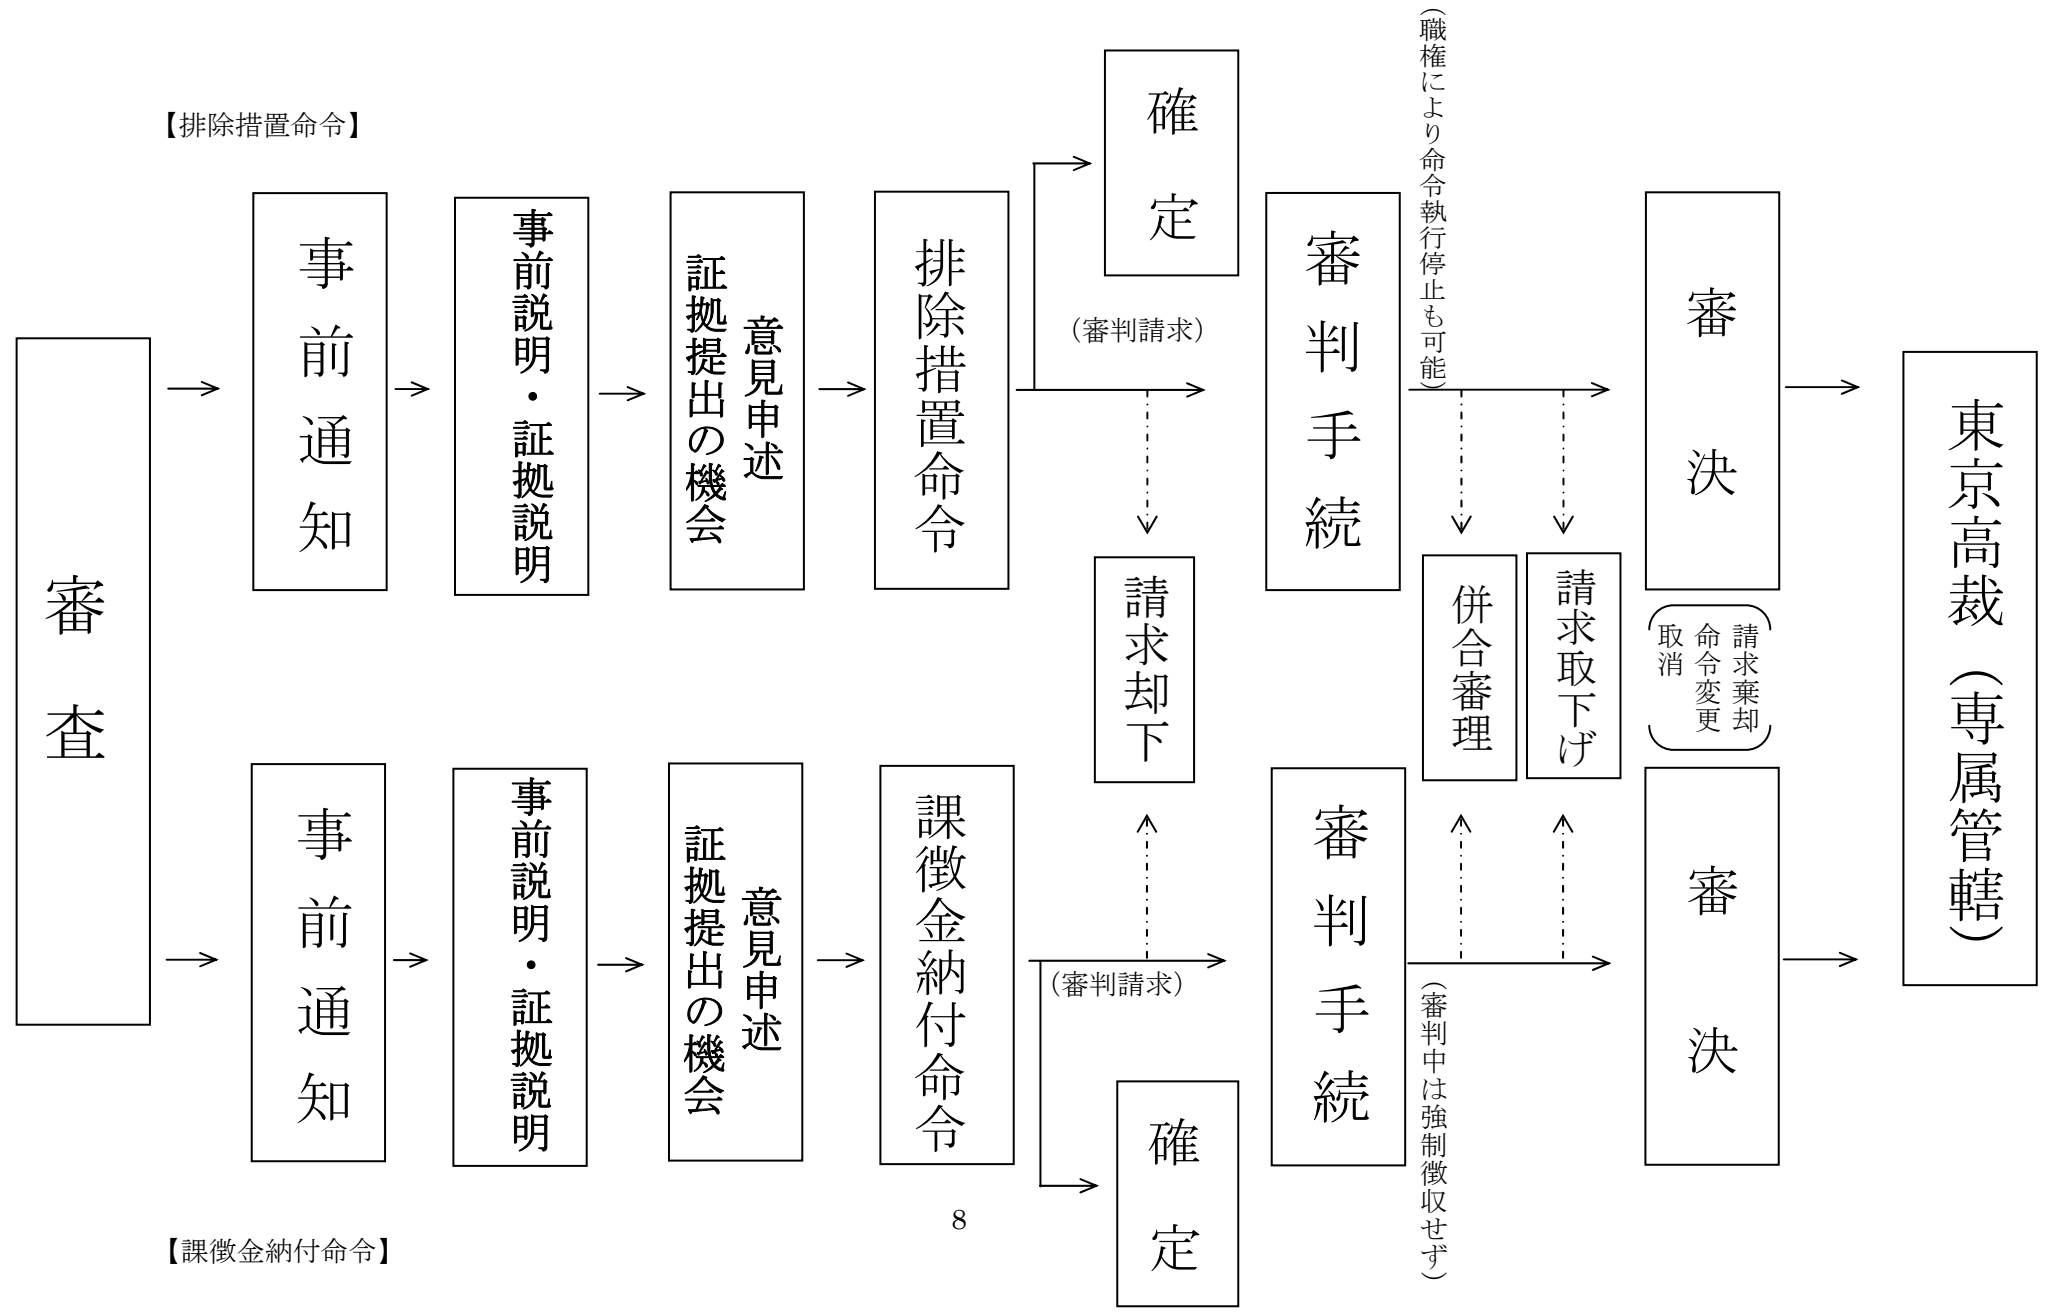 【排除措置命令】
審査
事前通知
事前説明・証拠説明
意見申述
証拠提出の機会
排除措置命令
確定
（審判請求）
請求却下
審判手続
（職権により命令執行停止も可能）
併合審理
請求取下げ
審決
請求棄却
命令変更
取消
東京高裁（専属管轄）
事前通知
事前説明・証拠説明
意見申述
証拠提出の機会
課徴金納付命令
（審判請求）
確定
審判手続
（審判中は強制徴収せず）
審決
【課徴金納付命令】
8